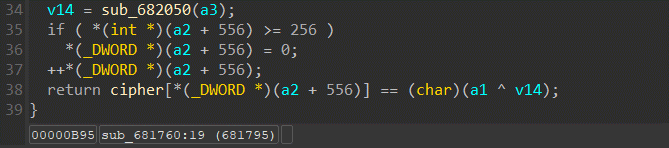 34 v14 = sub_682050(a3);
35 if ( *(int *)(a2 + 556) >= 256 )
36 *(_DWORD *)(a2 + 556) = 0;
37 ++*(_DWORD *)(a2 + 556);
38 return cipher[*(_DWORD *)(a2 + 556)] == (char)(a1 ^ v14);
39 }
00000B95 sub_681760:19 (681795)